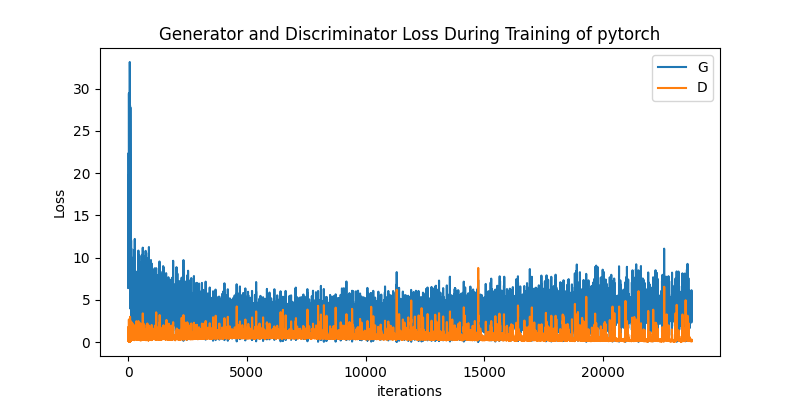 Generator and Discriminator Loss During Training of pytorch
G
D
30
25
20
15
10
5
0
Loss
0 5000 10000 15000 20000
iterations